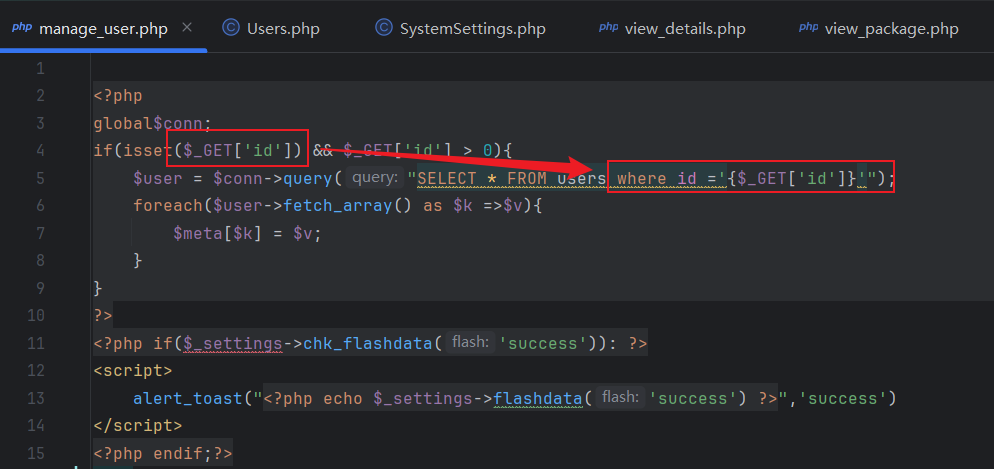 php manage_user.php × C Users.php C SystemSettings.php php view_details.php php view_package.php
1
2 <?php
3 global$conn;
4 if(isset($_GET['id']) && $_GET['id'] > 0){
5 $user = $conn->query( query: "SELECT * FROM users where id ='{$_GET['id']}'");
6 foreach($user->fetch_array() as $k =>$v){
7 $meta[$k] = $v;
8 }
9 }
10 ?>
11 <?php if($_settings->chk_flashdata( flash: 'success')): ?>
12 <script>
13 alert_toast("<?php echo $_settings->flashdata( flash: 'success') ?>",'success')
14 </script>
15 <?php endif;?>